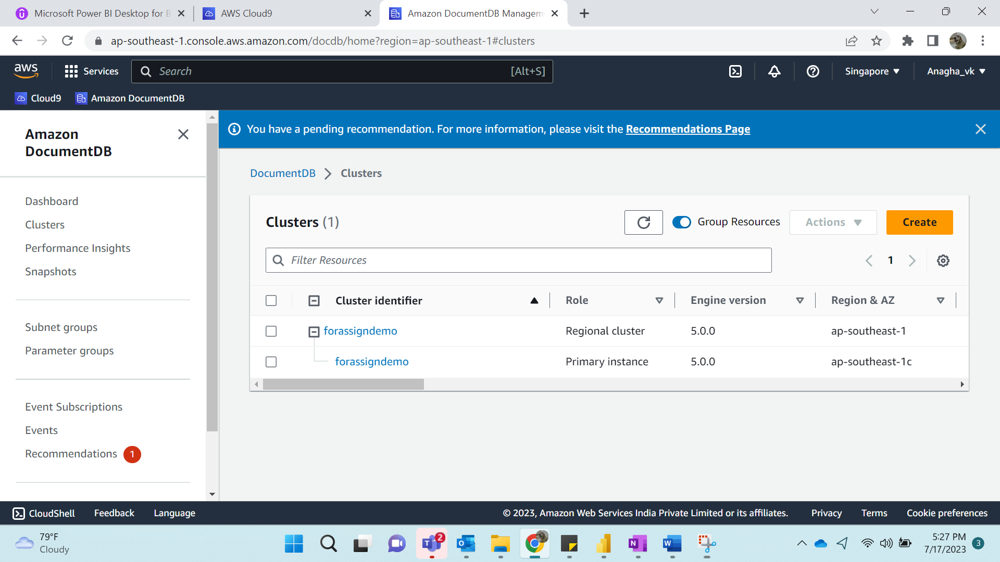 Microsoft Power BI Desktop for B
AWS Cloud9
Amazon DocumentDB Managem
ap-southeast-1.console.aws.amazon.com/docdb/home?region=ap-southeast-1#clusters
aws
Services
Search
[Alt+S]
Singapore
Anagha_vk
Cloud9
Amazon DocumentDB
Amazon
DocumentDB
Dashboard
Clusters
Performance Insights
Snapshots
Subnet groups
Parameter groups
Event Subscriptions
Events
Recommendations 1
You have a pending recommendation. For more information, please visit the Recommendations Page
DocumentDB
Clusters
Clusters (1)
Group Resources
Actions
Create
Filter Resources
1
Cluster identifier Role Engine version Region & AZ
forassigndemo Regional cluster 5.0.0 ap-southeast-1
forassigndemo Primary instance 5.0.0 ap-southeast-1c
CloudShell
Feedback
Language
© 2023, Amazon Web Services India Private Limited or its affiliates.
Privacy
Terms
Cookie preferences
79°F
Cloudy
T
2
O
N
W
5:27 PM
7/17/2023
3